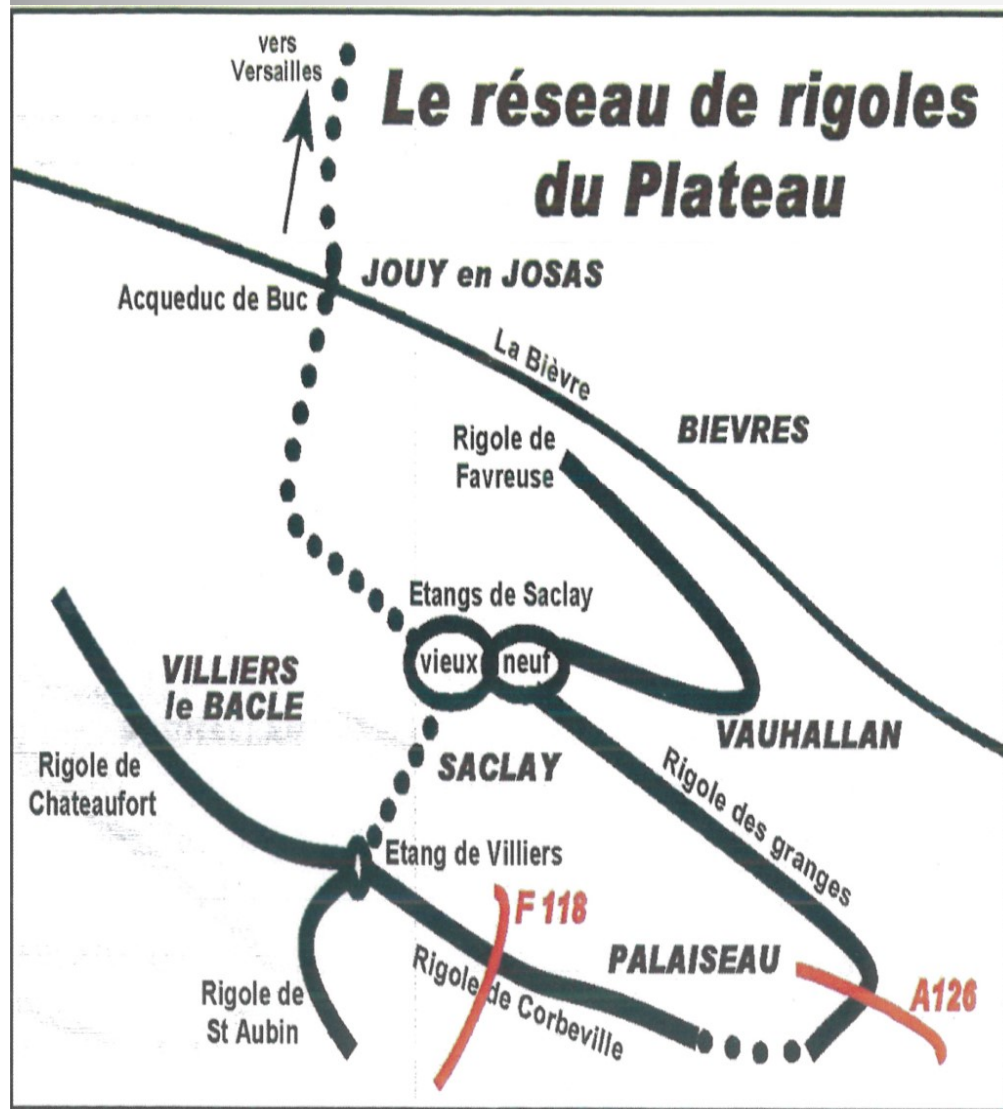 vers
Versailles
Le réseau de rigoles
du Plateau
JOUY en JOSAS
Acqueduc de Buc
La Bièvre
BIEVRES
Rigole de
Favreuse
Etangs de Saclay
vieux
neuf
VILLIERS
le BACLE
VAUHALLAN
SACLAY
Rigole de
Chateaufort
Rigole des granges
Etang de Villiers
F 118
PALAISEAU
A126
Rigole de Corbeville
Rigole de
St Aubin